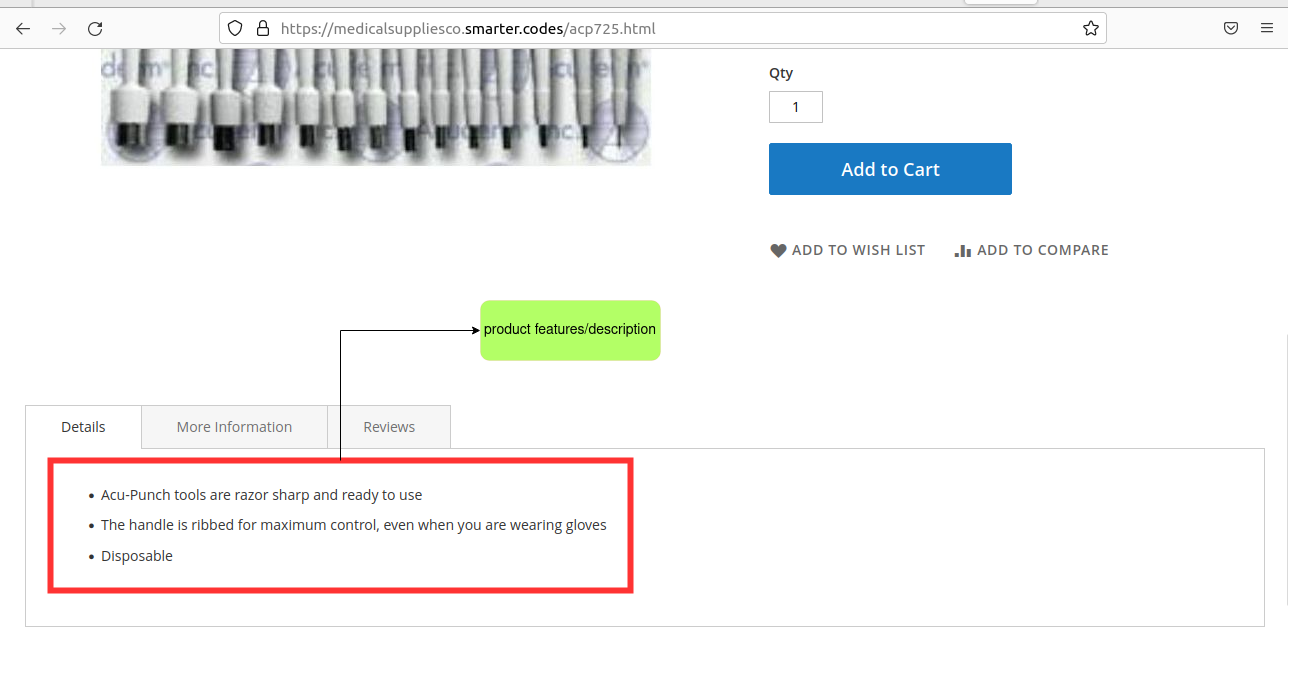 https://medicalsuppliesco.smarter.codes/acp725.html
Qty
1
Add to Cart
ADD TO WISH LIST
ADD TO COMPARE
product features/description
Details
More Information
Reviews
Acu-Punch tools are razor sharp and ready to use
The handle is ribbed for maximum control, even when you are wearing gloves
Disposable